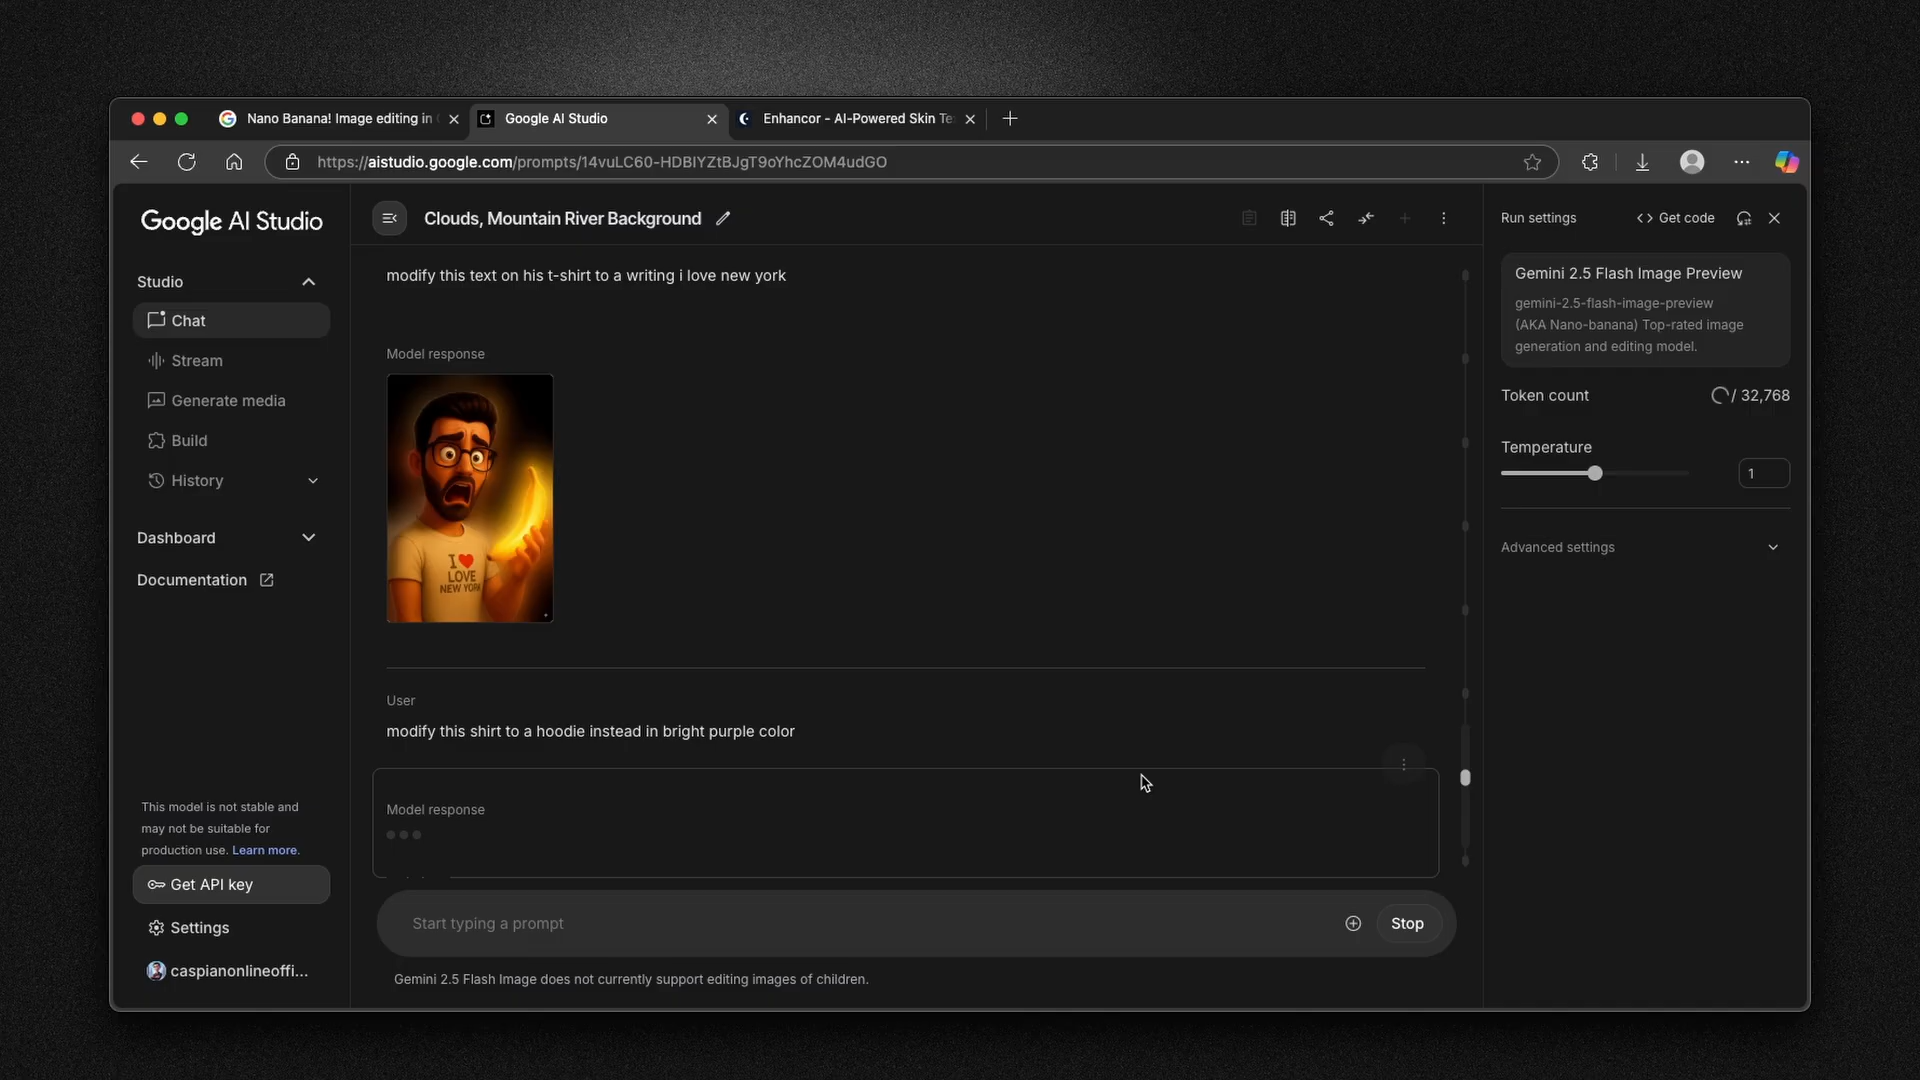 Nano Banana! Image editing in
Google AI Studio
Enhancor - AI-Powered Skin Te
https://aistudio.google.com/prompts/14vuLC60-HDBIYZtBJgT9oYhcZOM4udGO
Google AI Studio
Studio
Chat
Stream
Generate media
Build
History
Dashboard
Documentation
This model is not stable and
may not be suitable for
production use. Learn more.
Get API key
Settings
caspianonlineoffi...
Clouds, Mountain River Background
modify this text on his t-shirt to a writing i love new york
Model response
I ❤
LOVE
NEW YORK
User
modify this shirt to a hoodie instead in bright purple color
Model response
Start typing a prompt
Stop
Gemini 2.5 Flash Image does not currently support editing images of children.
Run settings
<> Get code
Gemini 2.5 Flash Image Preview
gemini-2.5-flash-image-preview
(AKA Nano-banana) Top-rated image
generation and editing model.
Token count
/ 32,768
Temperature
1
Advanced settings